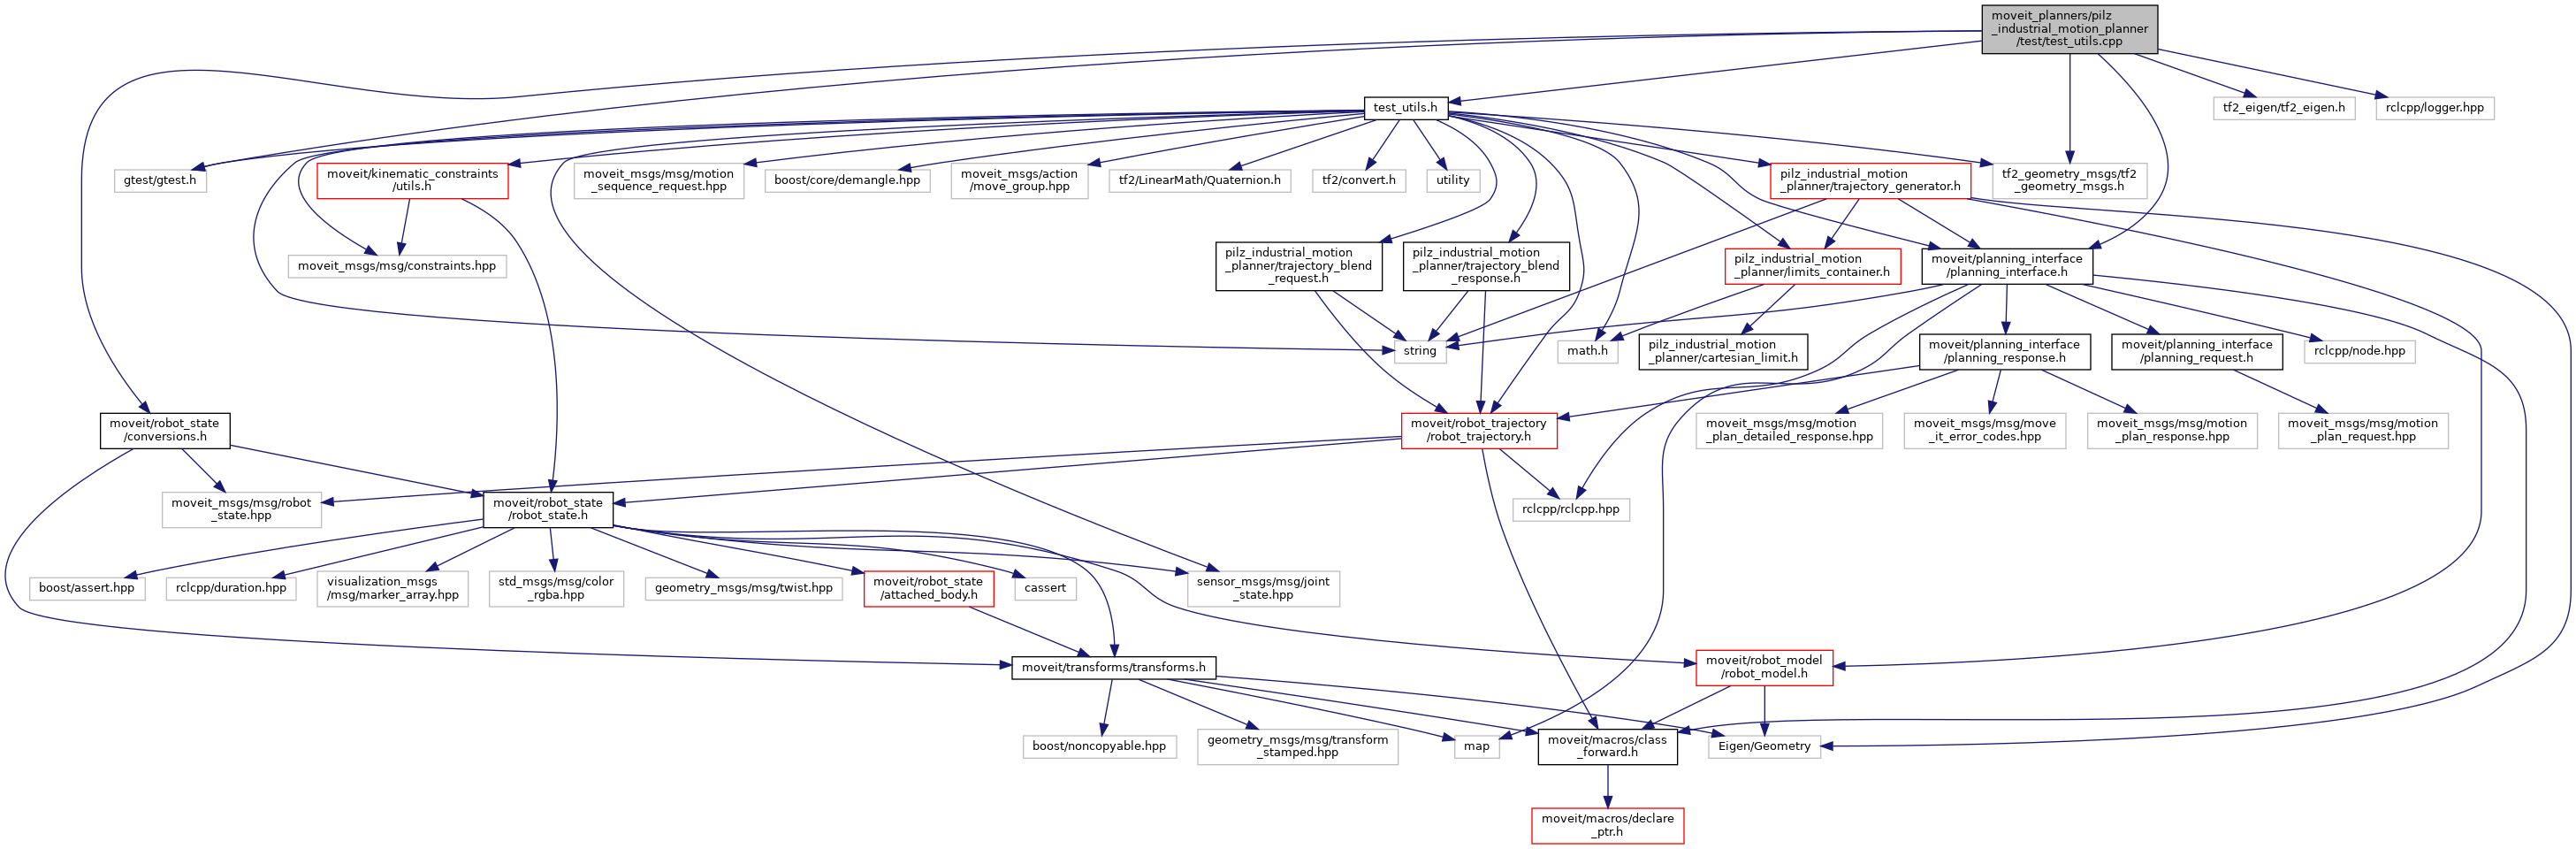 moveit_planners/pilz
_industrial_motion_planner
/test/test_utils.cpp
test_utils.h
tf2_eigen/tf2_eigen.h
rclcpp/logger.hpp
gtest/gtest.h
moveit/kinematic_constraints
/utils.h
moveit_msgs/msg/motion
_sequence_request.hpp
boost/core/demangle.hpp
moveit_msgs/action
/move_group.hpp
tf2/LinearMath/Quaternion.h
tf2/convert.h
utility
pilz_industrial_motion
_planner/trajectory_generator.h
tf2_geometry_msgs/tf2
_geometry_msgs.h
moveit_msgs/msg/constraints.hpp
pilz_industrial_motion
_planner/trajectory_blend
_request.h
pilz_industrial_motion
_planner/trajectory_blend
_response.h
pilz_industrial_motion
_planner/limits_container.h
moveit/planning_interface
/planning_interface.h
string
math.h
pilz_industrial_motion
_planner/cartesian_limit.h
moveit/planning_interface
/planning_response.h
moveit/planning_interface
/planning_request.h
rclcpp/node.hpp
moveit/robot_state
/conversions.h
moveit/robot_trajectory
/robot_trajectory.h
moveit_msgs/msg/motion
_plan_detailed_response.hpp
moveit_msgs/msg/move
_it_error_codes.hpp
moveit_msgs/msg/motion
_plan_response.hpp
moveit_msgs/msg/motion
_plan_request.hpp
moveit_msgs/msg/robot
_state.hpp
moveit/robot_state
/robot_state.h
rclcpp/rclcpp.hpp
boost/assert.hpp
rclcpp/duration.hpp
visualization_msgs
/msg/marker_array.hpp
std_msgs/msg/color
_rgba.hpp
geometry_msgs/msg/twist.hpp
moveit/robot_state
/attached_body.h
cassert
sensor_msgs/msg/joint
_state.hpp
moveit/transforms/transforms.h
moveit/robot_model
/robot_model.h
boost/noncopyable.hpp
geometry_msgs/msg/transform
_stamped.hpp
map
moveit/macros/class
_forward.h
Eigen/Geometry
moveit/macros/declare
_ptr.h